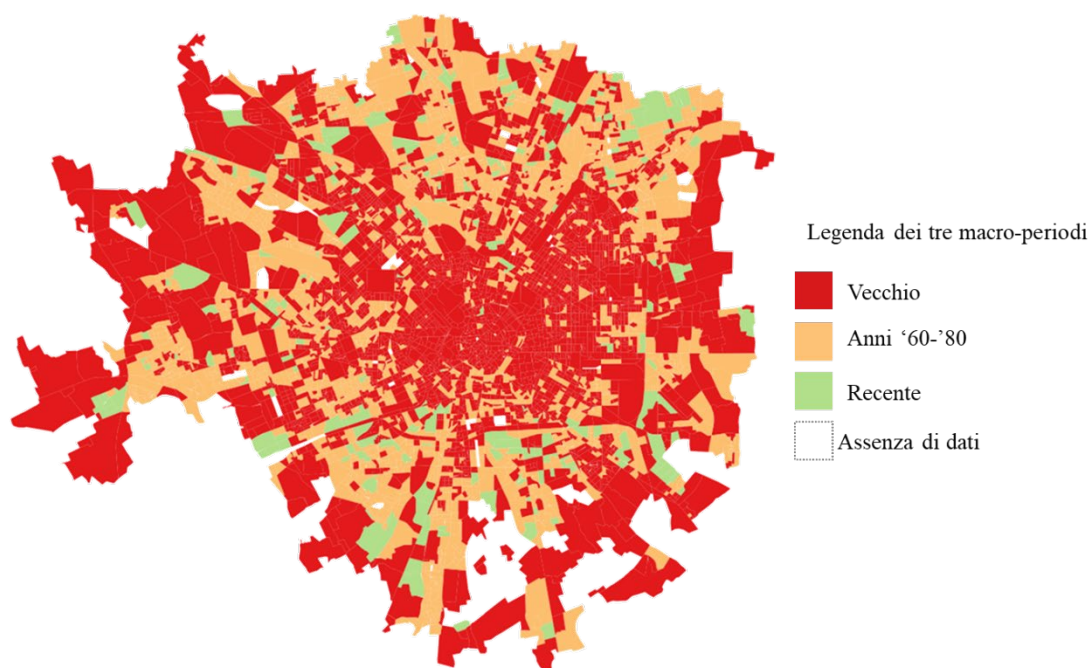 Legenda dei tre macro-periodi
Vecchio
Anni ‘60-’80
Recente
Assenza di dati